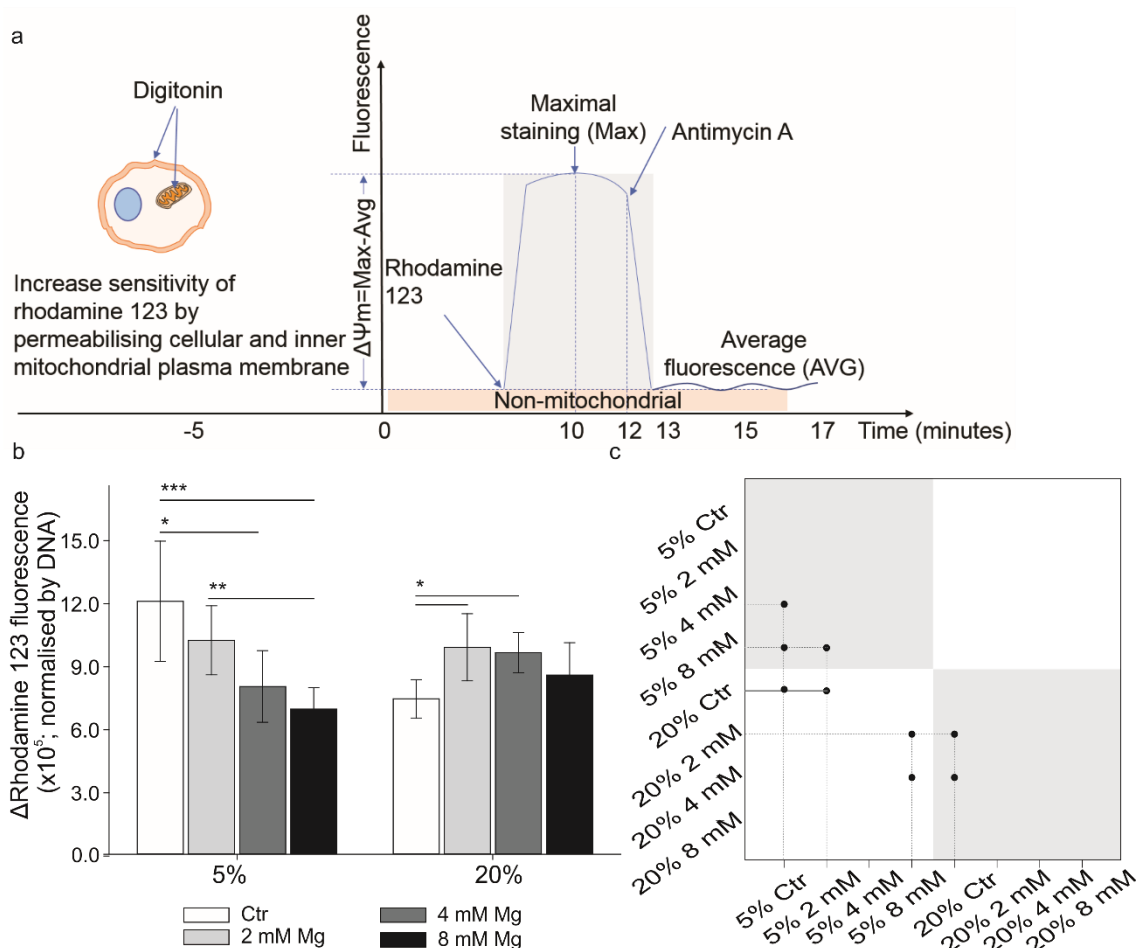 a
Digitonin
Increase sensitivity of
rhodamine 123 by
permeabilising cellular and inner
mitochondrial plasma membrane
Fluorescence
ΔΨm=Max-Avg
Maximal
staining (Max)
Antimycin A
Rhodamine
123
Average
fluorescence (AVG)
Non-mitochondrial
-5
0
10
12
13
15
17
Time (minutes)
b
ΔRhodamine 123 fluorescence
(x10⁵; normalised by DNA)
15.0
12.0
9.0
6.0
3.0
0.0
***
*
**
*
5%
20%
Ctr
2 mM Mg
4 mM Mg
8 mM Mg
c
5% Ctr
5% 2 mM
5% 4 mM
5% 8 mM
20% Ctr
20% 2 mM
20% 4 mM
20% 8 mM
5% Ctr
5% 2 mM
5% 4 mM
5% 8 mM
20% Ctr
20% 2 mM
20% 4 mM
20% 8 mM